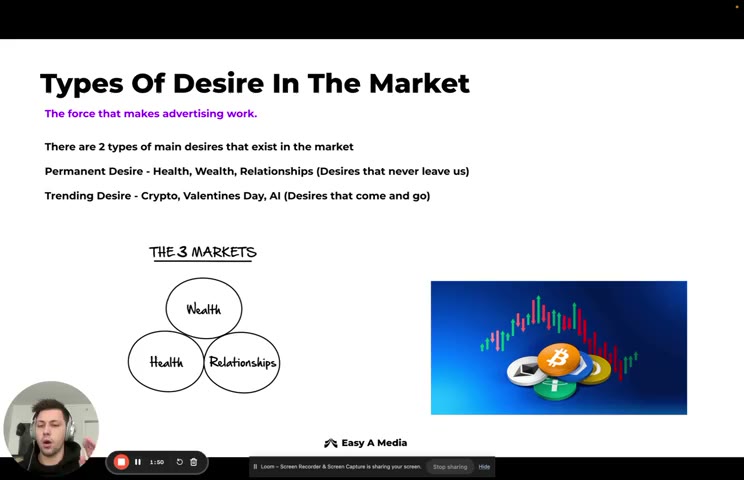 Types Of Desire In The Market
The force that makes advertising work.
There are 2 types of main desires that exist in the market
Permanent Desire - Health, Wealth, Relationships (Desires that never leave us)
Trending Desire - Crypto, Valentines Day, AI (Desires that come and go)
THE 3 MARKETS
Wealth
Health
Relationships
Easy A Media
1:50
Loom – Screen Recorder & Screen Capture is sharing your screen.
Stop sharing
Hide